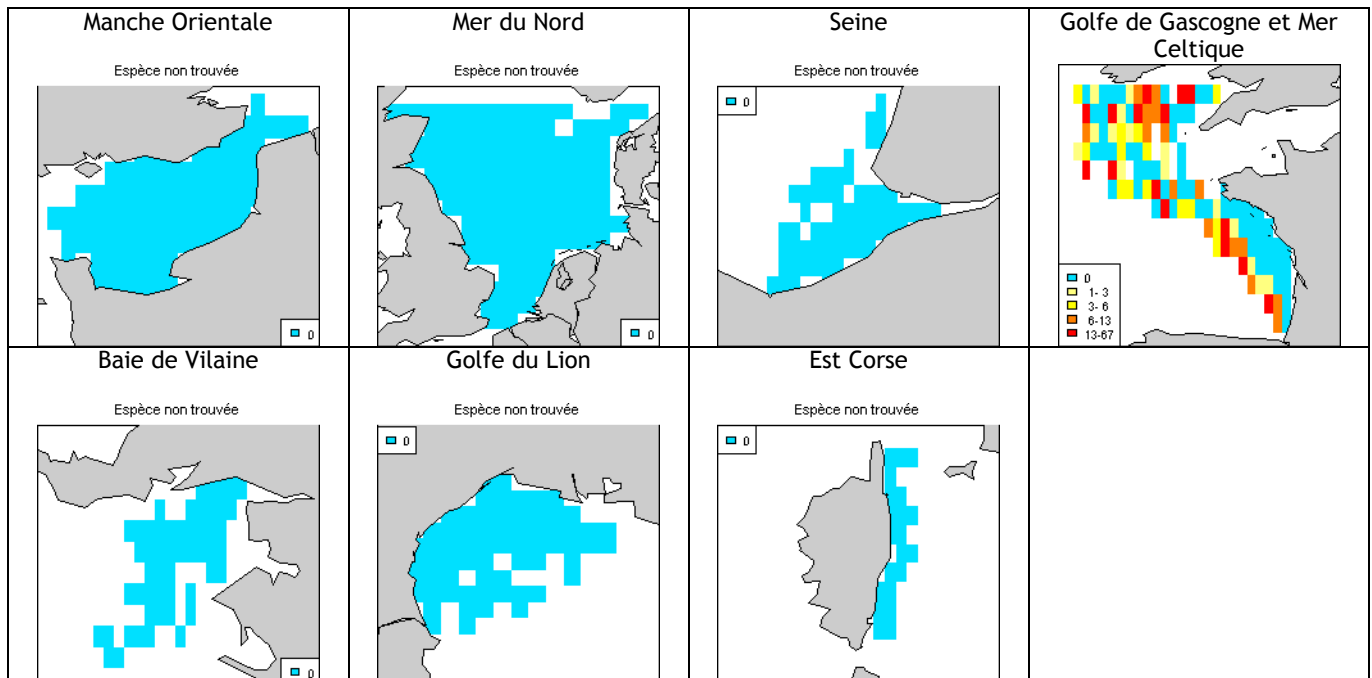 Manche Orientale
Espèce non trouvée
0
Mer du Nord
Espèce non trouvée
0
Seine
Espèce non trouvée
0
Golfe de Gascogne et Mer
Celtique
0
1- 3
3- 6
6-13
13-67
Baie de Vilaine
Espèce non trouvée
0
Golfe du Lion
Espèce non trouvée
0
Est Corse
Espèce non trouvée
0